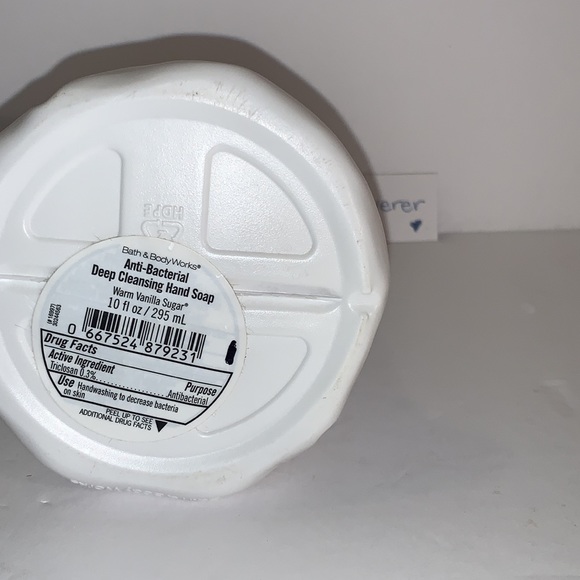 HDPE
Bath & Body Works®
Anti-Bacterial
Deep Cleansing Hand Soap
Warm Vanilla Sugar®
10 fl oz / 295 mL
0 667524 879231
Drug Facts
Active Ingredient Purpose
Triclosan 0.3% Antibacterial
Use Handwashing to decrease bacteria
on skin
PEEL UP TO SEE
ADDITIONAL DRUG FACTS
erer